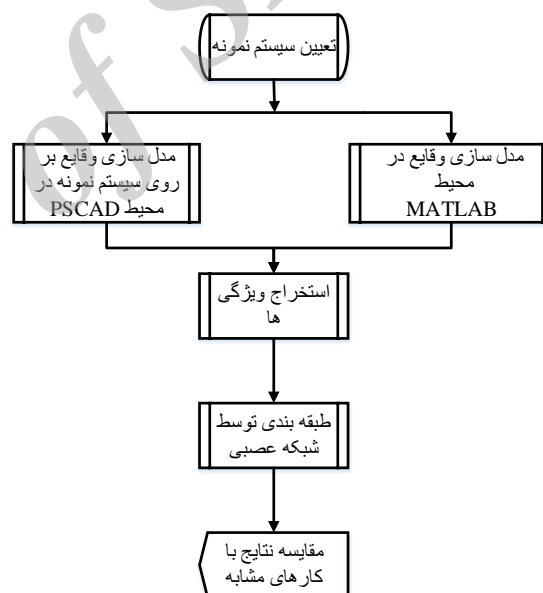 تعیین سیستم نمونه
مدل سازی وقایع بر
روی سیستم نمونه در
محیط PSCAD
مدل سازی وقایع در
محیط
MATLAB
استخراج ویژگی
ها
طبقه بندی توسط
شبکه عصبی
مقایسه نتایج با
کارهای مشابه
of